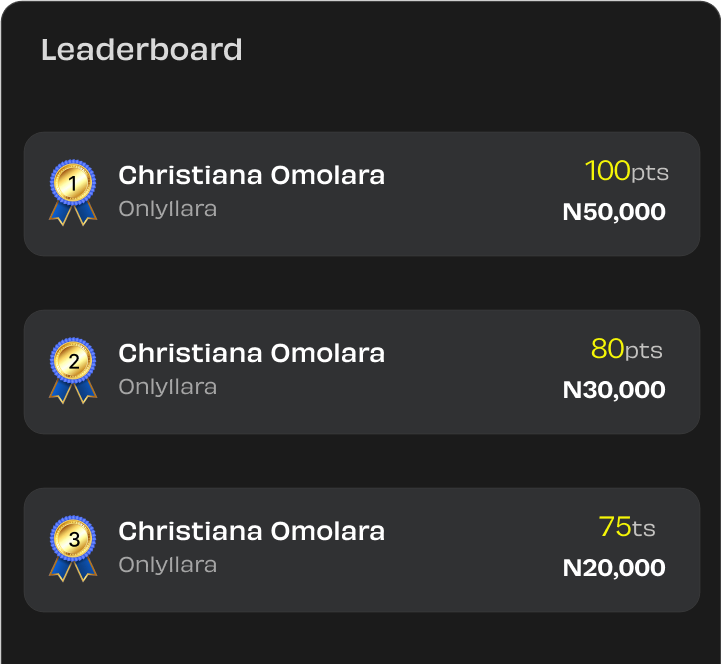 Leaderboard
1
Christiana Omolara
100pts
OnlyIlara
N50,000
2
Christiana Omolara
80pts
OnlyIlara
N30,000
3
Christiana Omolara
75ts
OnlyIlara
N20,000